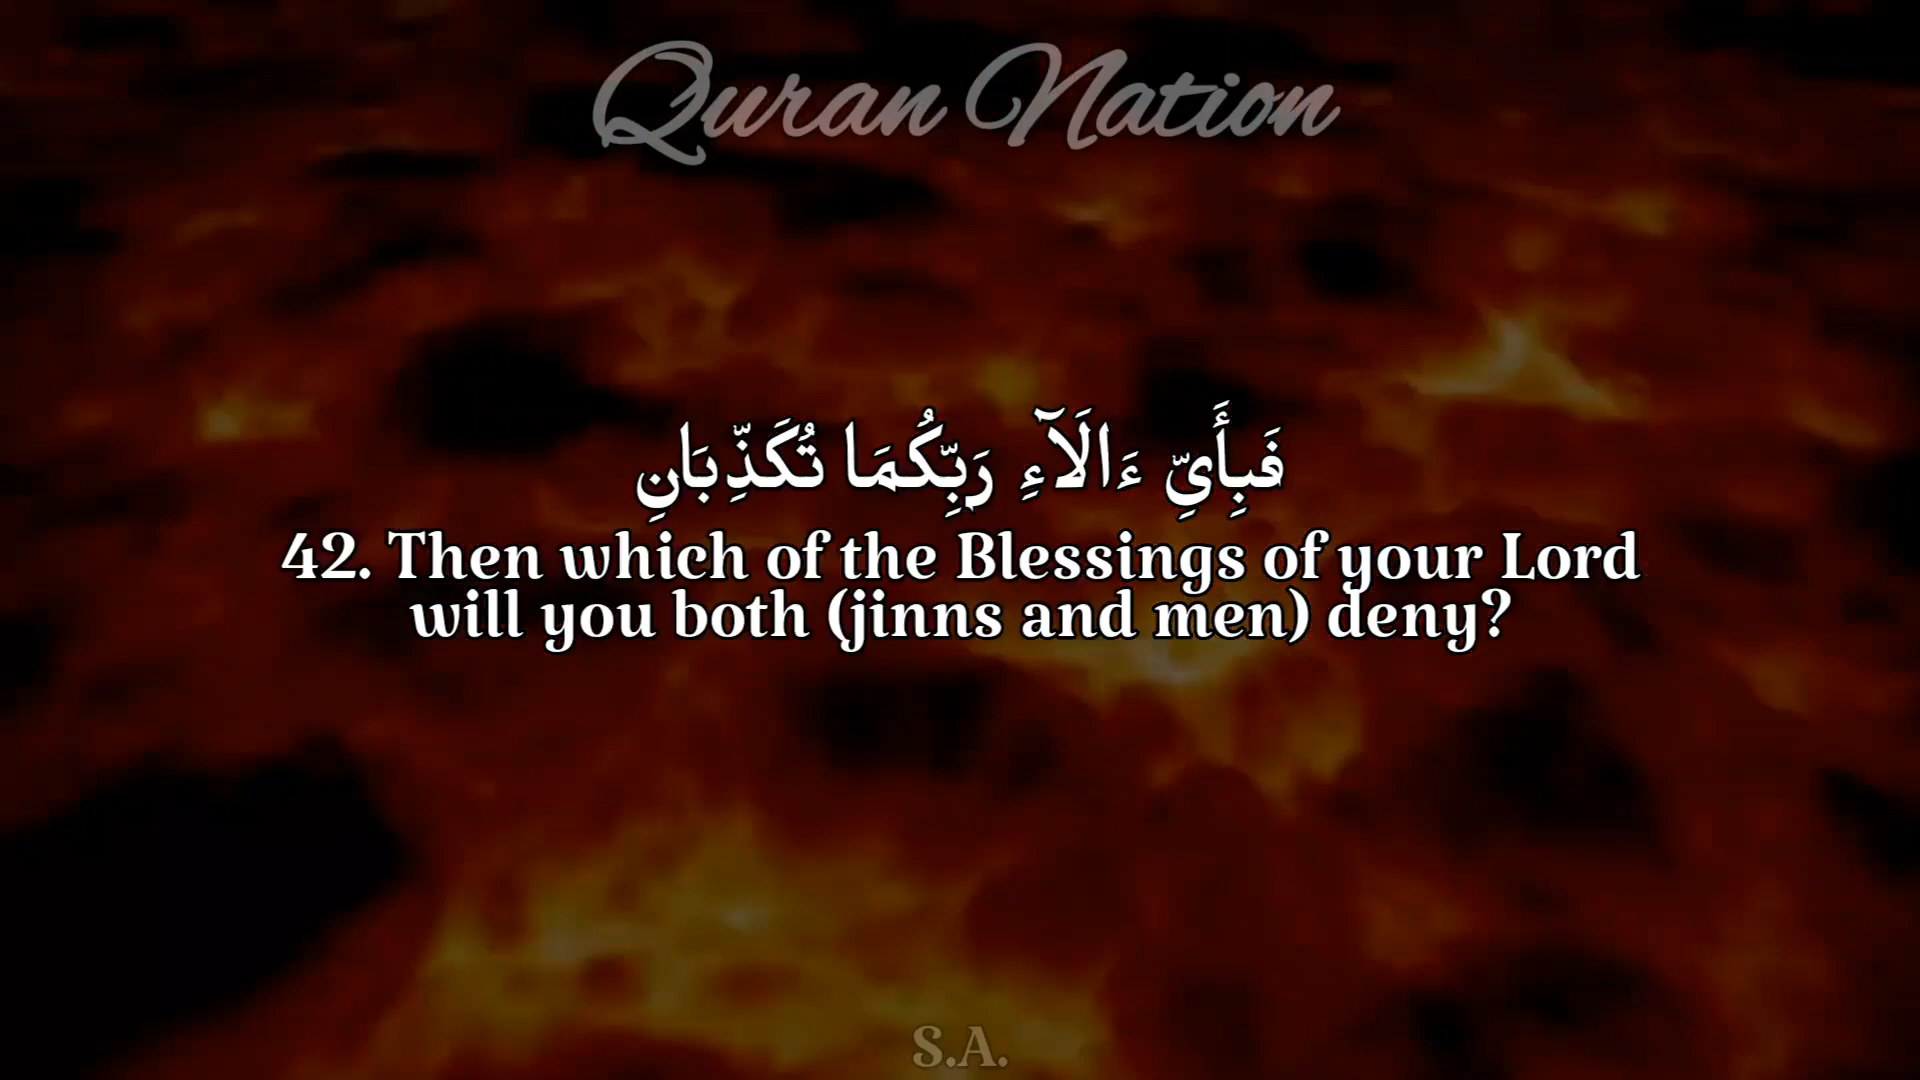 Quran Nation
فَبِأَيِّ ءَالَآءِ رَبِّكُمَا تُكَذِّبَانِ
42. Then which of the Blessings of your Lord
will you both (jinns and men) deny?
S.A.